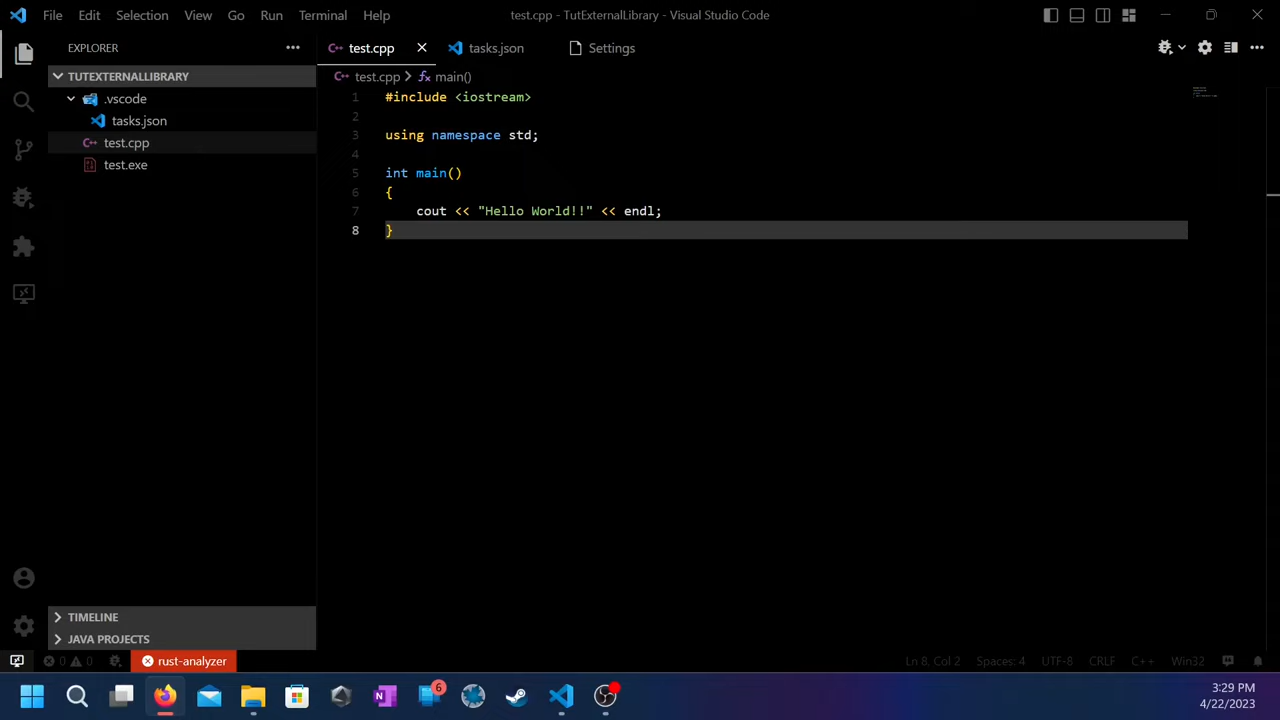 File Edit Selection View Go Run Terminal Help
test.cpp - TutExternalLibrary - Visual Studio Code
EXPLORER
TUTEXTERNALLIBRARY
.vscode
tasks.json
test.cpp
test.exe
TIMELINE
JAVA PROJECTS
test.cpp
tasks.json
Settings
test.cpp > main()
1 #include <iostream>
2
3 using namespace std;
4
5 int main()
6 {
7 cout << "Hello World!!" << endl;
8 }
0 0 rust-analyzer
Ln 8, Col 2 Spaces: 4 UTF-8 CRLF C++ Win32
6
3:29 PM
4/22/2023